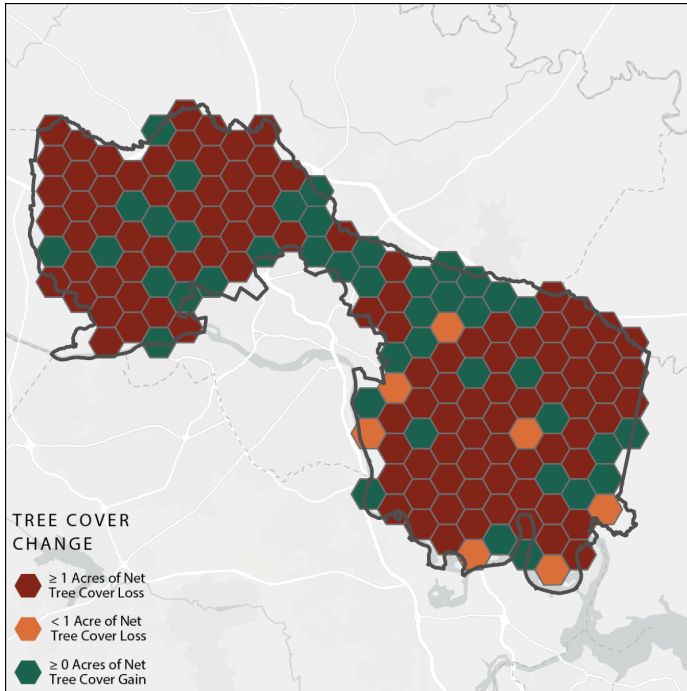 TREE COVER
CHANGE
≥ 1 Acres of Net
Tree Cover Loss
< 1 Acre of Net
Tree Cover Loss
≥ 0 Acres of Net
Tree Cover Gain